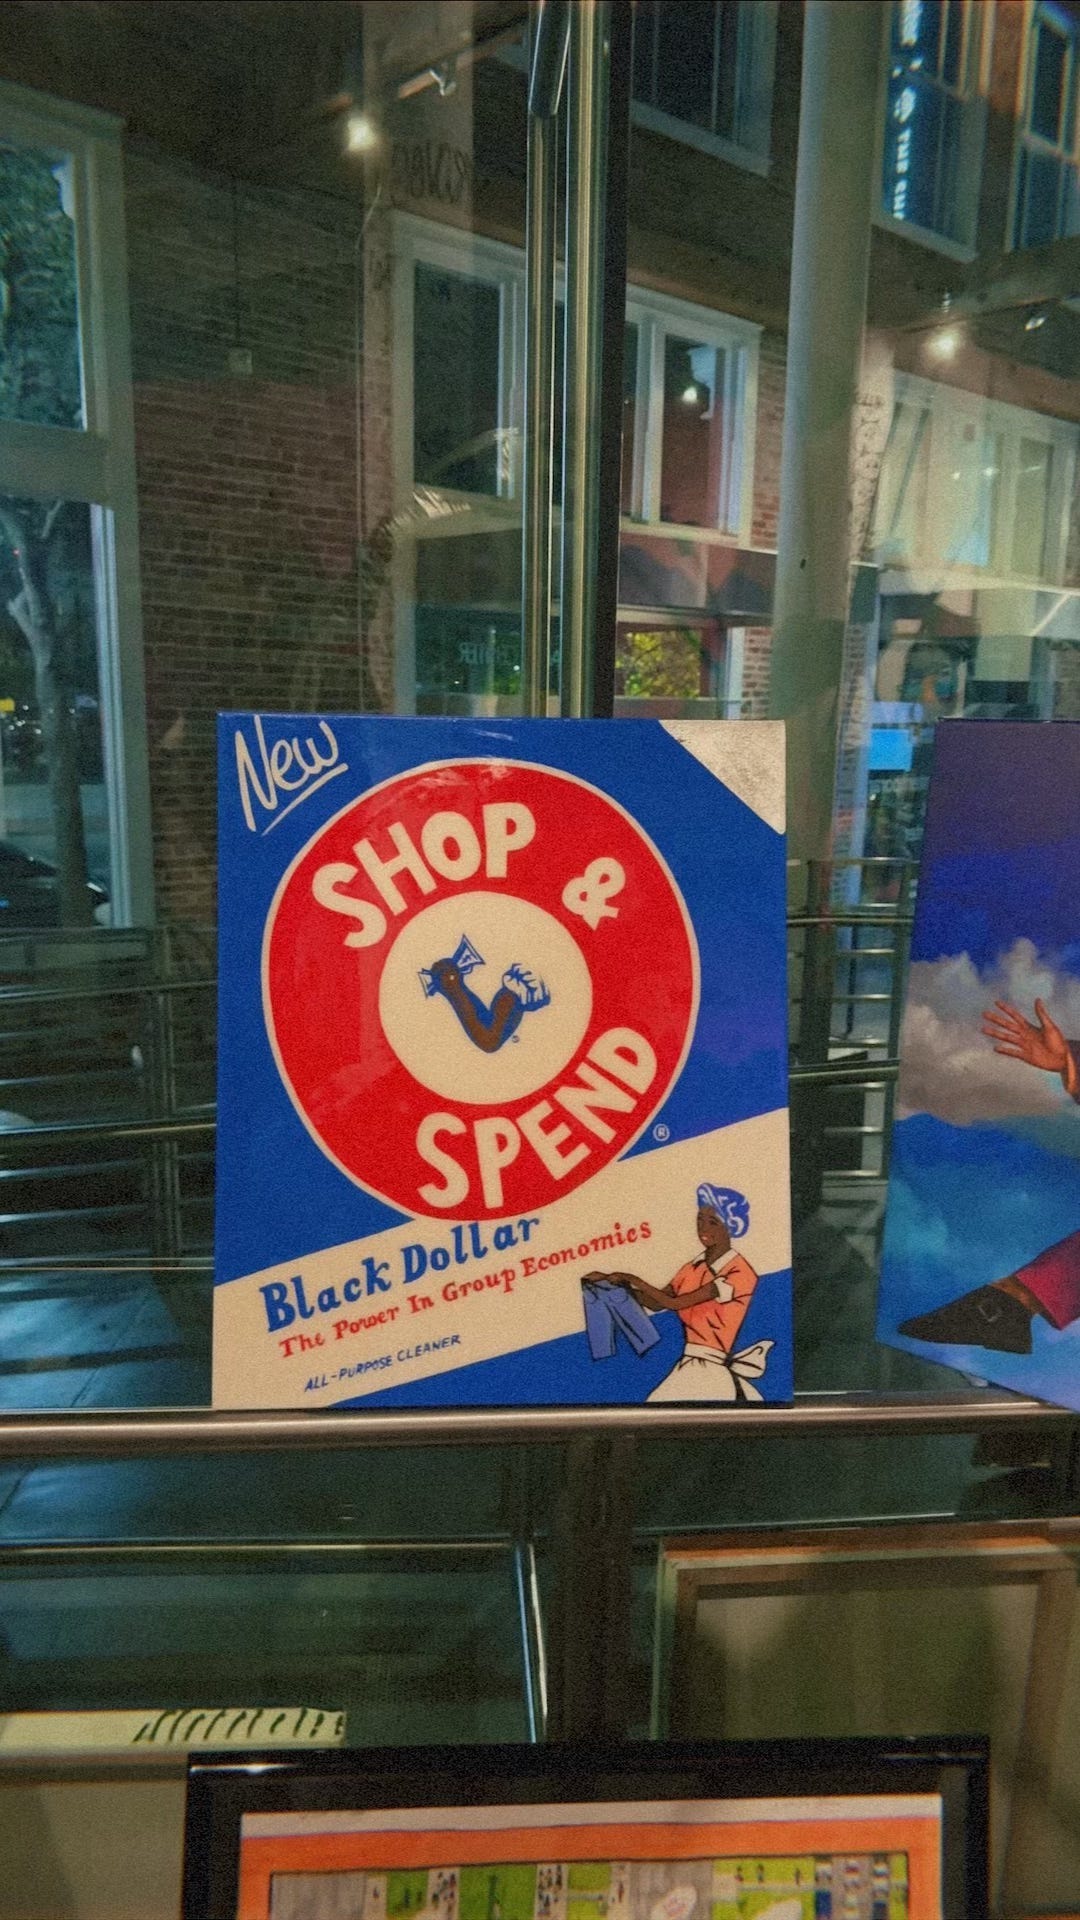 New
SHOP &
SPEND
®
Black Dollar
The Power In Group Economics
ALL-PURPOSE CLEANER